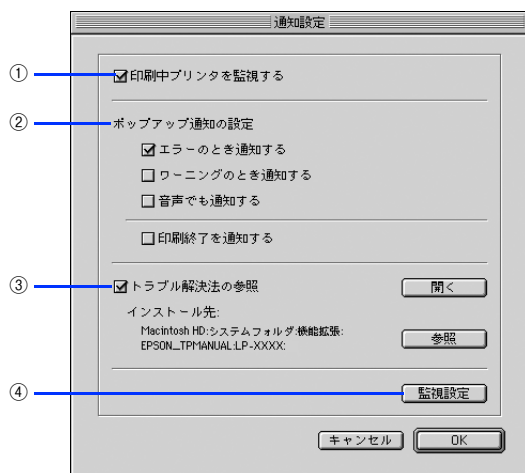 通知設定
① 印刷中プリンタを監視する
② ポップアップ通知の設定
エラーのとき通知する
ワーニングのとき通知する
音声でも通知する
印刷終了を通知する
③ トラブル解決法の参照 開く
インストール先:
Macintosh HD:システムフォルダ:機能拡張:
EPSON_TPMANUAL:LP-XXXX: 参照
④ 監視設定
キャンセル OK